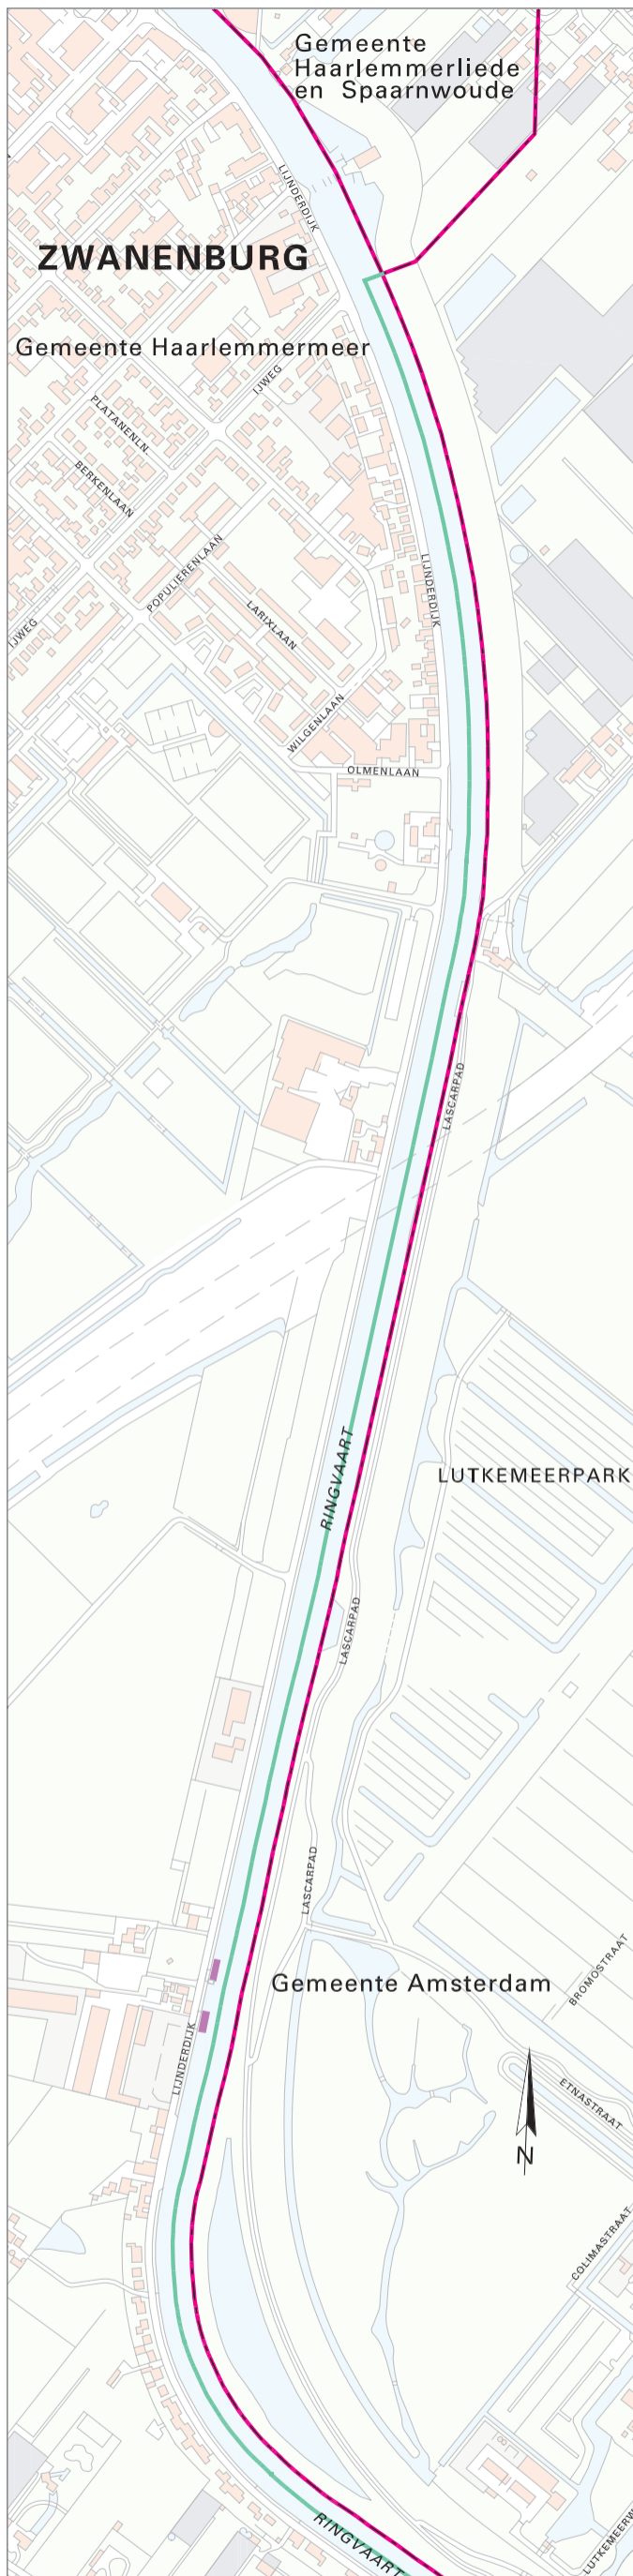 Gemeente
Haarlemmerliede
en Spaarnwoude
LIJNDERDIJK
ZWANENBURG
Gemeente Haarlemmermeer
IJWEG
PLATANENLN
BERKENLAAN
POPULIERENLAAN
LIJNDERDIJK
LARIXLAAN
IJWEG
WILGENLAAN
OLMENLAAN
LASCARPAD
RINGVAART
LUTKEMEERPARK
LASCARPAD
LASCARPAD
BROMOSTRAAT
Gemeente Amsterdam
LIJNDERDIJK
ETNASTRAAT
N
COLIMASTRAAT
RINGVAART